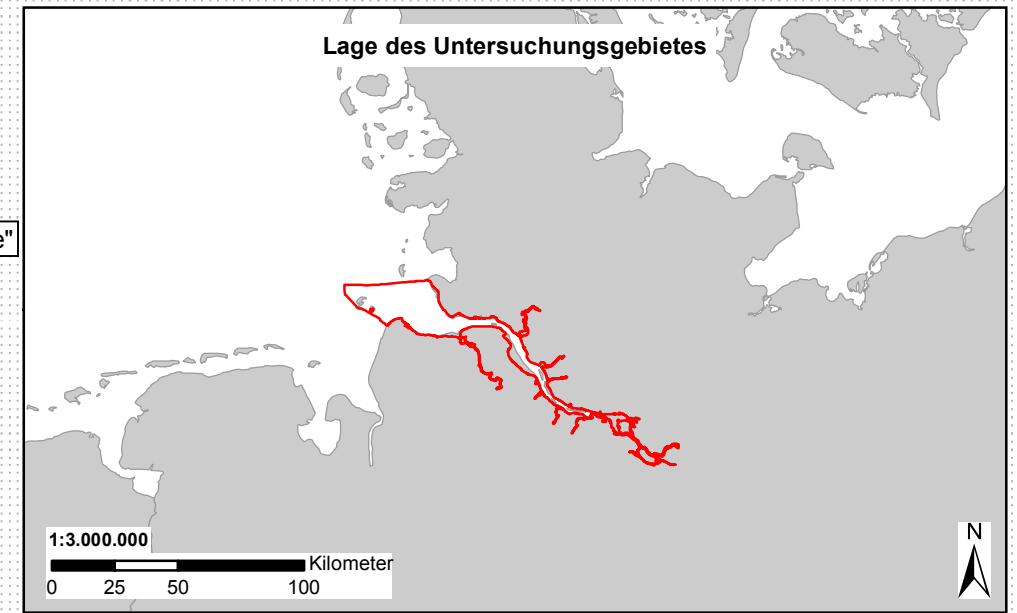 Lage des Untersuchungsgebietes
e"
1:3.000.000
Kilometer
0 25 50 100
N